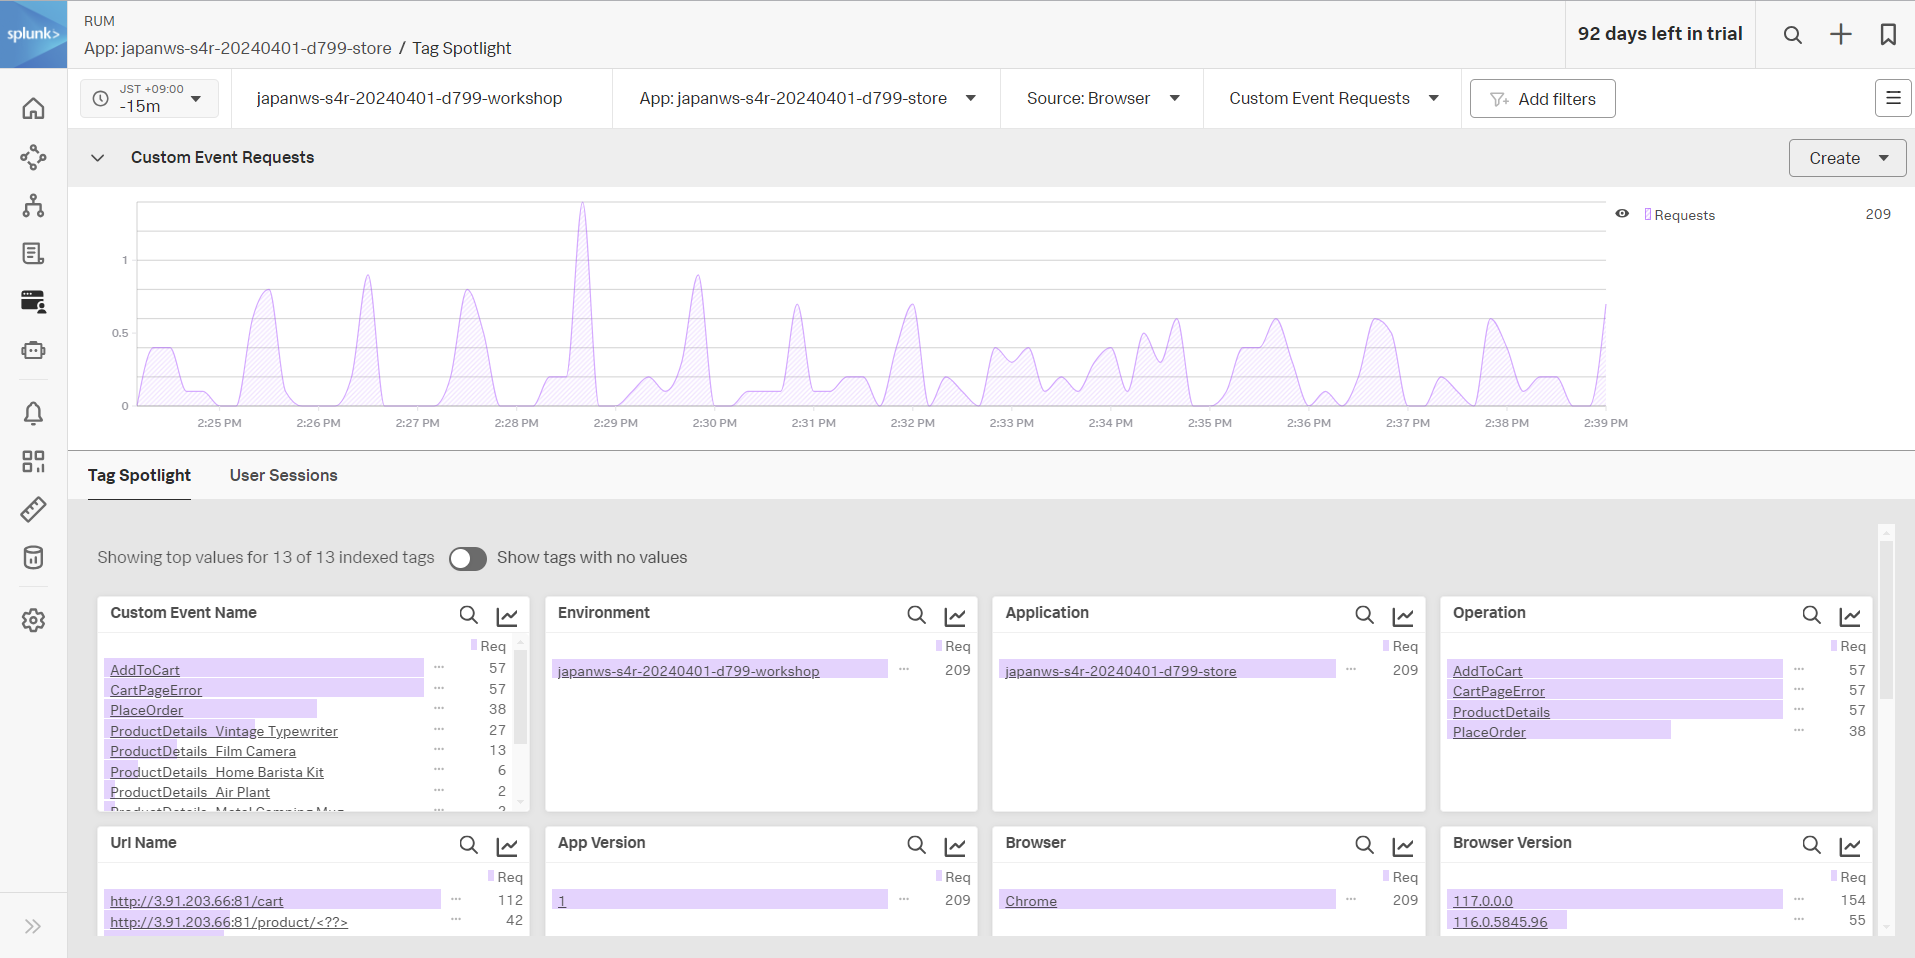 splunk>
RUM
App: japanws-s4r-20240401-d799-store / Tag Spotlight
92 days left in trial
JST +09:00
-15m
japanws-s4r-20240401-d799-workshop
App: japanws-s4r-20240401-d799-store
Source: Browser
Custom Event Requests
Add filters
Custom Event Requests
Create
1
0.5
0
2:25 PM 2:26 PM 2:27 PM 2:28 PM 2:29 PM 2:30 PM 2:31 PM 2:32 PM 2:33 PM 2:34 PM 2:35 PM 2:36 PM 2:37 PM 2:38 PM 2:39 PM
Requests 209
Tag Spotlight User Sessions
Showing top values for 13 of 13 indexed tags Show tags with no values
Custom Event Name
Req
AddToCart ... 57
CartPageError ... 57
PlaceOrder ... 38
ProductDetails_Vintage Typewriter ... 27
ProductDetails_Film Camera ... 13
ProductDetails_Home Barista Kit ... 6
ProductDetails_Air Plant ... 2
ProductDetails_Metal Camping Mug ... 2
Environment
Req
japanws-s4r-20240401-d799-workshop ... 209
Application
Req
japanws-s4r-20240401-d799-store ... 209
Operation
Req
AddToCart ... 57
CartPageError ... 57
ProductDetails ... 57
PlaceOrder ... 38
Url Name
Req
http://3.91.203.66:81/cart ... 112
http://3.91.203.66:81/product/<??> ... 42
App Version
Req
1 ... 209
Browser
Req
Chrome ... 209
Browser Version
Req
117.0.0.0 ... 154
116.0.5845.96 ... 55